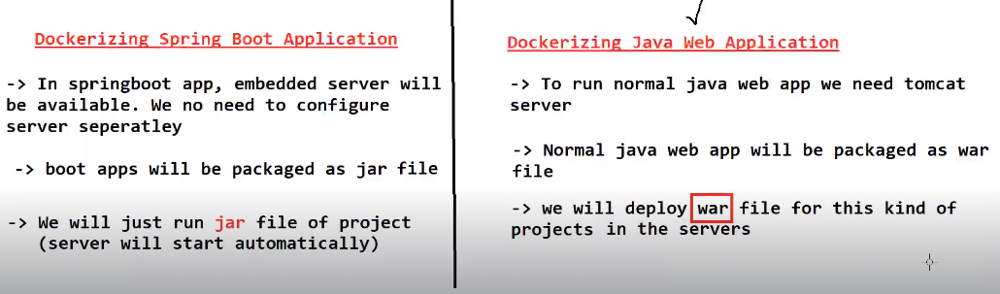 Dockerizing Spring Boot Application
-> In springboot app, embedded server will
be available. We no need to configure
server seperatley
-> boot apps will be packaged as jar file
-> We will just run jar file of project
(server will start automatically)
Dockerizing Java Web Application
-> To run normal java web app we need tomcat
server
-> Normal java web app will be packaged as war
file
-> we will deploy war file for this kind of
projects in the servers